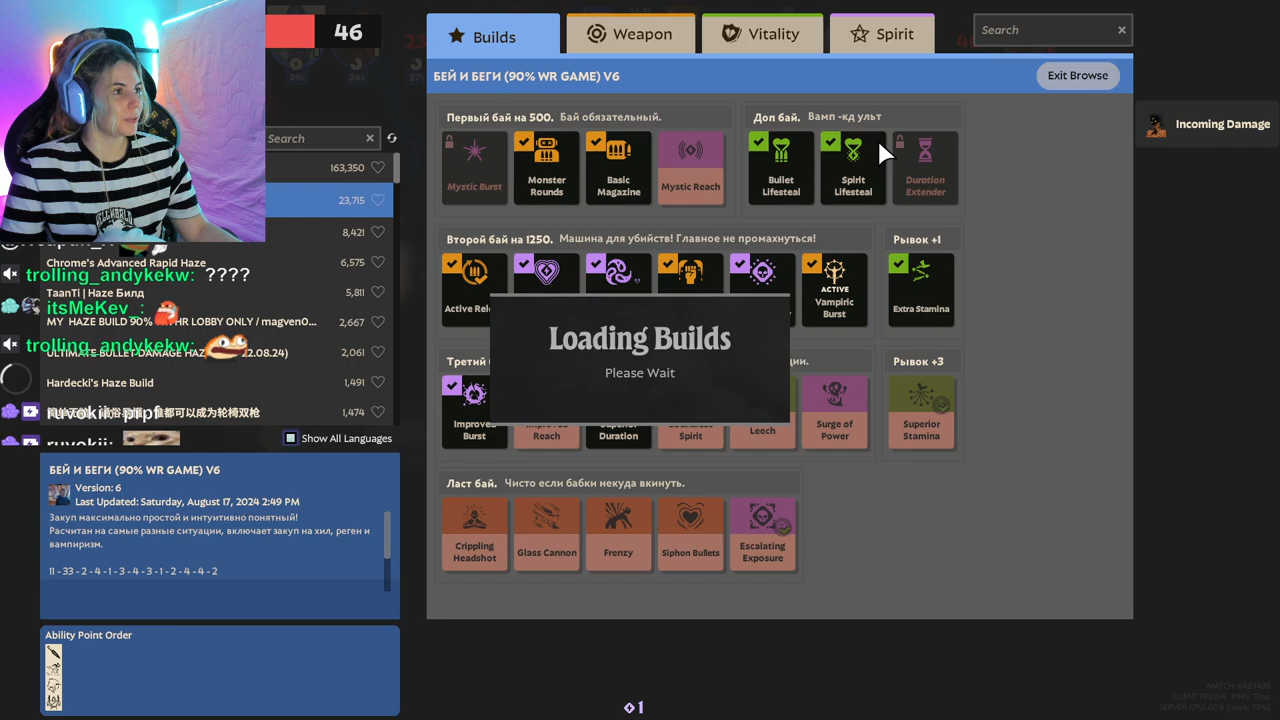 46
Builds
Weapon
Vitality
Spirit
Search
БЕЙ И БЕГИ (90% WR GAME) V6
Exit Browse
Incoming Damage
Первый бай на 500. Бай обязательный.
Mystic Burst
Monster Rounds
Basic Magazine
Mystic Reach
Доп бай. Вамп -кд ульт
Bullet Lifesteal
Spirit Lifesteal
Duration Extender
Второй бай на 1250. Машина для убийств! Главное не промахнуться!
ACTIVE
Vampiric Burst
Рывок +1
Extra Stamina
Loading Builds
Please Wait
Leech
Surge of Power
Рывок +3
Superior Stamina
Ласт бай. Чисто если бабки некуда вкинуть.
Crippling Headshot
Glass Cannon
Frenzy
Siphon Bullets
Escalating Exposure
Search
163,350
23,715
8,421
Chrome's Advanced Rapid Haze
6,575
TaanTi | Haze Билд
5,811
MY HAZE BUILD 90%
2,667
2,061
Hardecki's Haze Build
1,491
1,474
trolling_andykekw: ????
itsMeKev_:
trolling_andykekw:
ruvokii: pppf
ruvokii:
Show All Languages
БЕЙ И БЕГИ (90% WR GAME) V6
Version: 6
Last Updated: Saturday, August 17, 2024 2:49 PM
Закуп максимально простой и интуитивно понятный!
Расчитан на самые разные ситуации, включает закуп на хил, реген и
вампиризм.
11 - 33 - 2 - 4 - 1 - 3 - 4 - 3 - 1 - 2 - 4 - 4 - 2
Ability Point Order
1